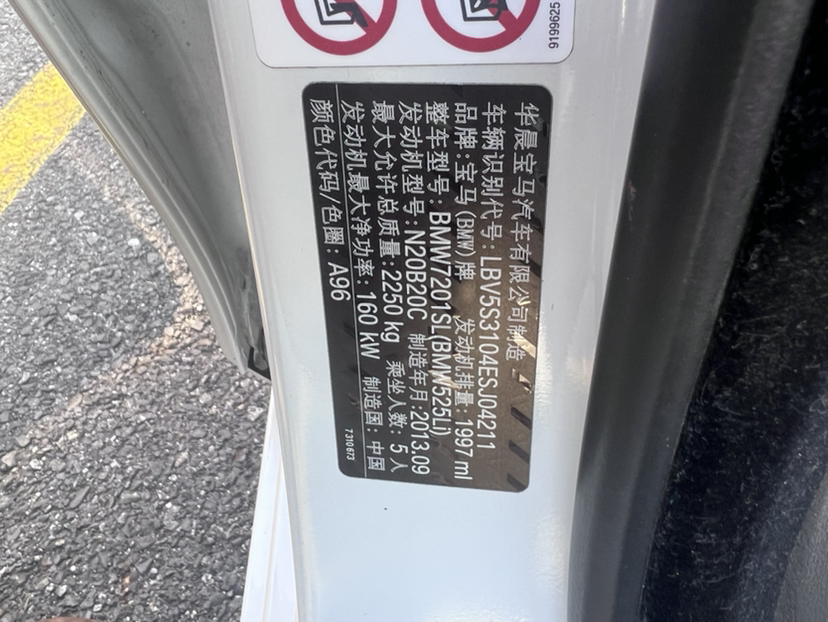 9199625
华晨宝马汽车有限公司制造
车辆识别代号: LBV5S3104ESJ04211
品牌:宝马(BMW)牌 发动机排量: 1997 ml
整车型号: BMW7201SL(BMW525Li)
发动机型号:N20B20C 制造年月:2013.09
最大允许总质量:2250 kg 乘坐人数: 5人
发动机最大净功率: 160 kW 制造国: 中国
颜色代码/色圈: A96
7310673